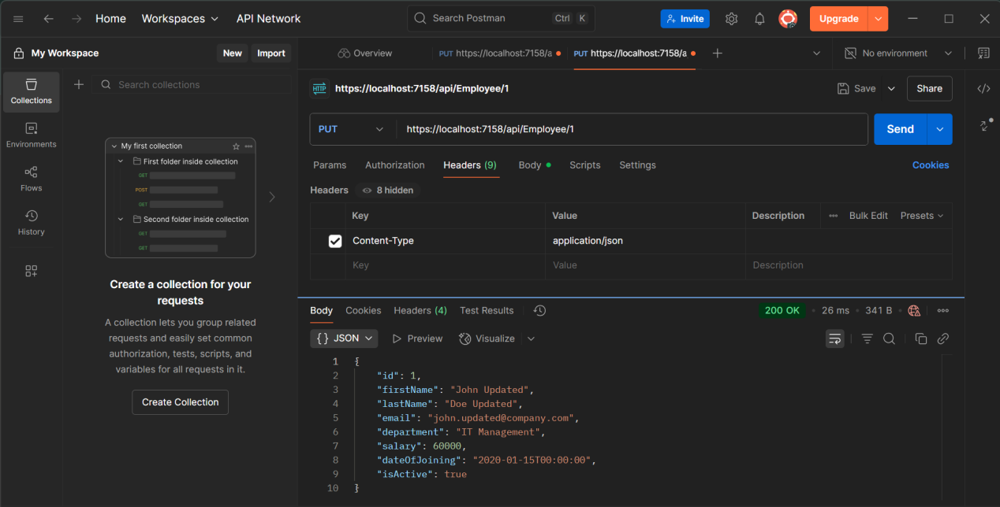 Home Workspaces API Network Search Postman Ctrl K Invite Upgrade
My Workspace New Import Overview PUT https://localhost:7158/a PUT https://localhost:7158/a No environment
Collections
Search collections
HTTP https://localhost:7158/api/Employee/1 Save Share
Environments
Flows
History
My first collection
First folder inside collection
GET
POST
GET
Second folder inside collection
GET
GET
Create a collection for your
requests
A collection lets you group related
requests and easily set common
authorization, tests, scripts, and
variables for all requests in it.
Create Collection
PUT https://localhost:7158/api/Employee/1 Send
Params Authorization Headers (9) Body Scripts Settings Cookies
Headers 8 hidden
Key Value Description Bulk Edit Presets
Content-Type application/json
Key Value Description
Body Cookies Headers (4) Test Results 200 OK 26 ms 341 B
{} JSON Preview Visualize
1 {
2 "id": 1,
3 "firstName": "John Updated",
4 "lastName": "Doe Updated",
5 "email": "john.updated@company.com",
6 "department": "IT Management",
7 "salary": 60000,
8 "dateOfJoining": "2020-01-15T00:00:00",
9 "isActive": true
10 }